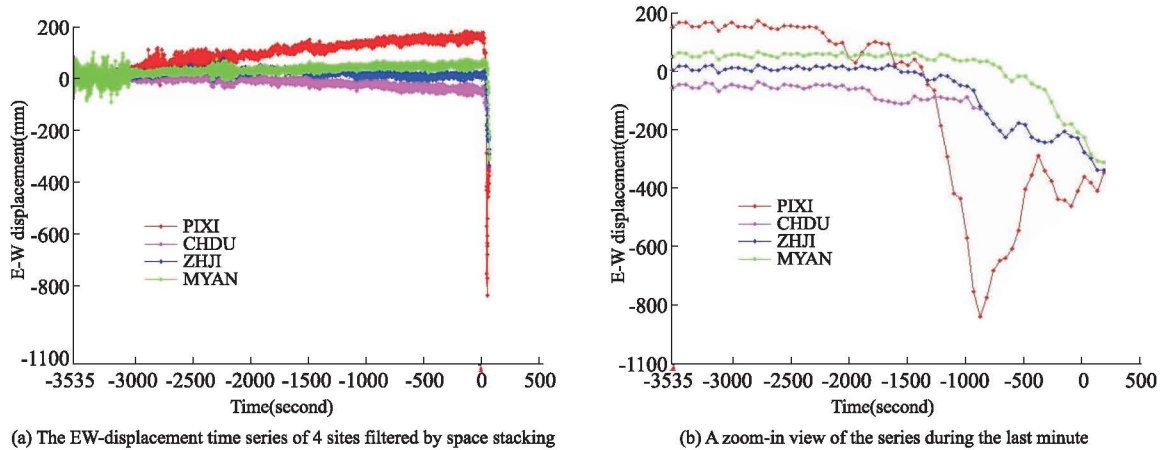 200
0
-200
-400
-600
-800
-1100
E-W displacement(mm)
PIXI
CHDU
ZHJI
MYAN
-3535 -3000 -2500 -2000 -1500 -1000 -500 0 500
Time(second)
(a) The EW-displacement time series of 4 sites filtered by space stacking
200
0
-200
-400
-600
-800
-1100
E-W displacement(mm)
PIXI
CHDU
ZHJI
MYAN
-3535 -3000 -2500 -2000 -1500 -1000 -500 0 500
Time(second)
(b) A zoom-in view of the series during the last minute